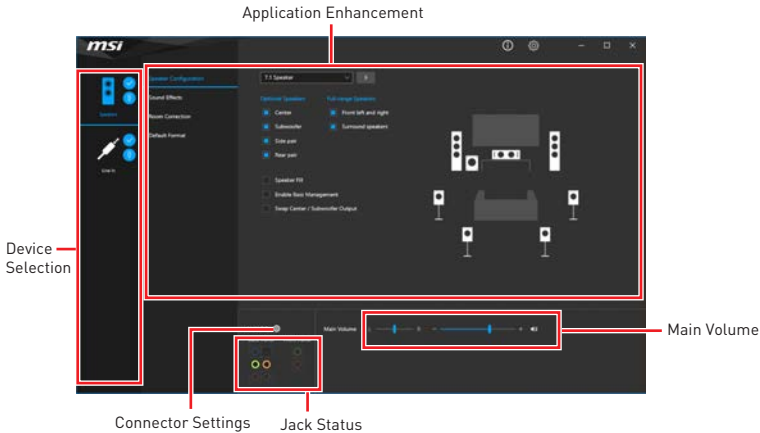 Application Enhancement
msi
Speaker Configuration
Sound Effects
Room Correction
Default Format
Speakers
Line In
7.1 Speaker
Optional Speakers
Full-range Speakers
Center
Front left and right
Subwoofer
Surround speakers
Side pair
Rear pair
Speaker Fill
Enable Bass Management
Swap Center / Subwoofer Output
Device
Selection
Main Volume
L
R
Main Volume
Connector Settings
Jack Status